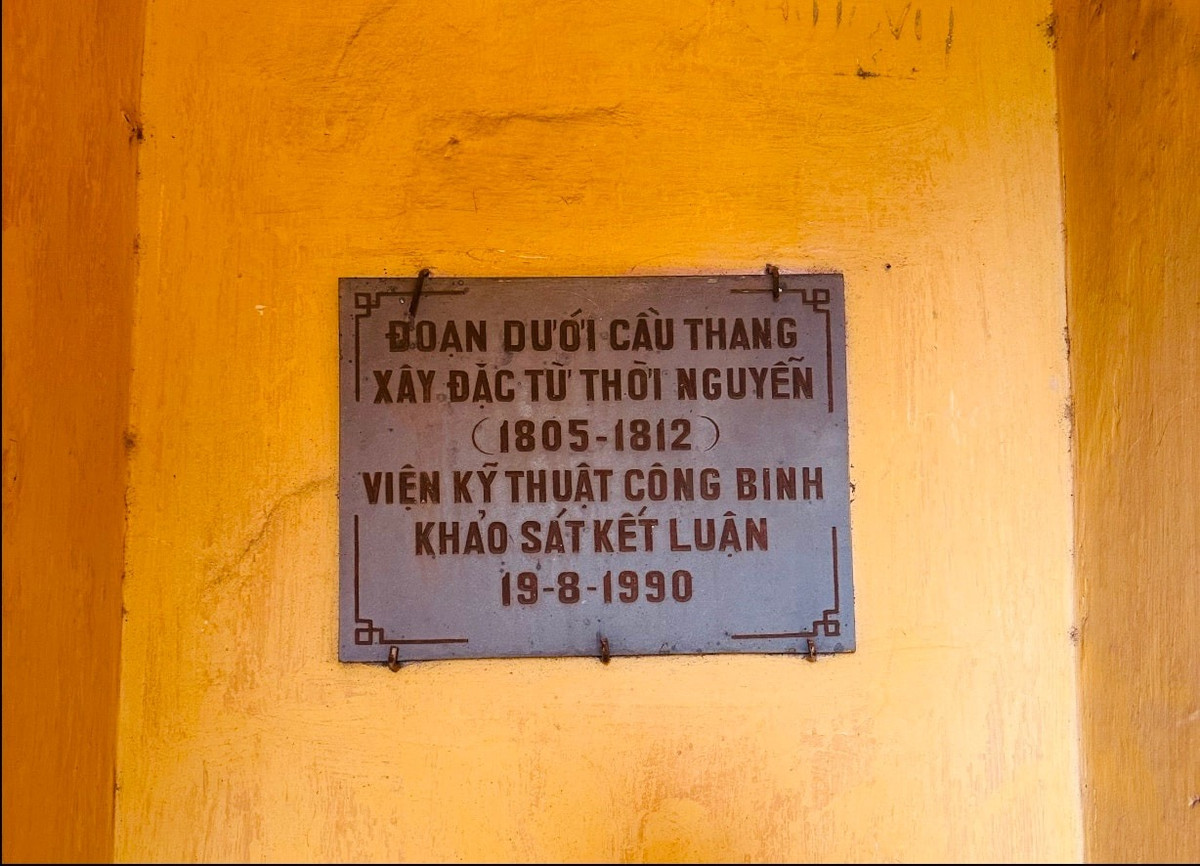 ĐOẠN DƯỚI CẦU THANG
XÂY ĐẶC TỪ THỜI NGUYỄN
(1805-1812)
VIỆN KỸ THUẬT CÔNG BINH
KHẢO SÁT KẾT LUẬN
19-8-1990